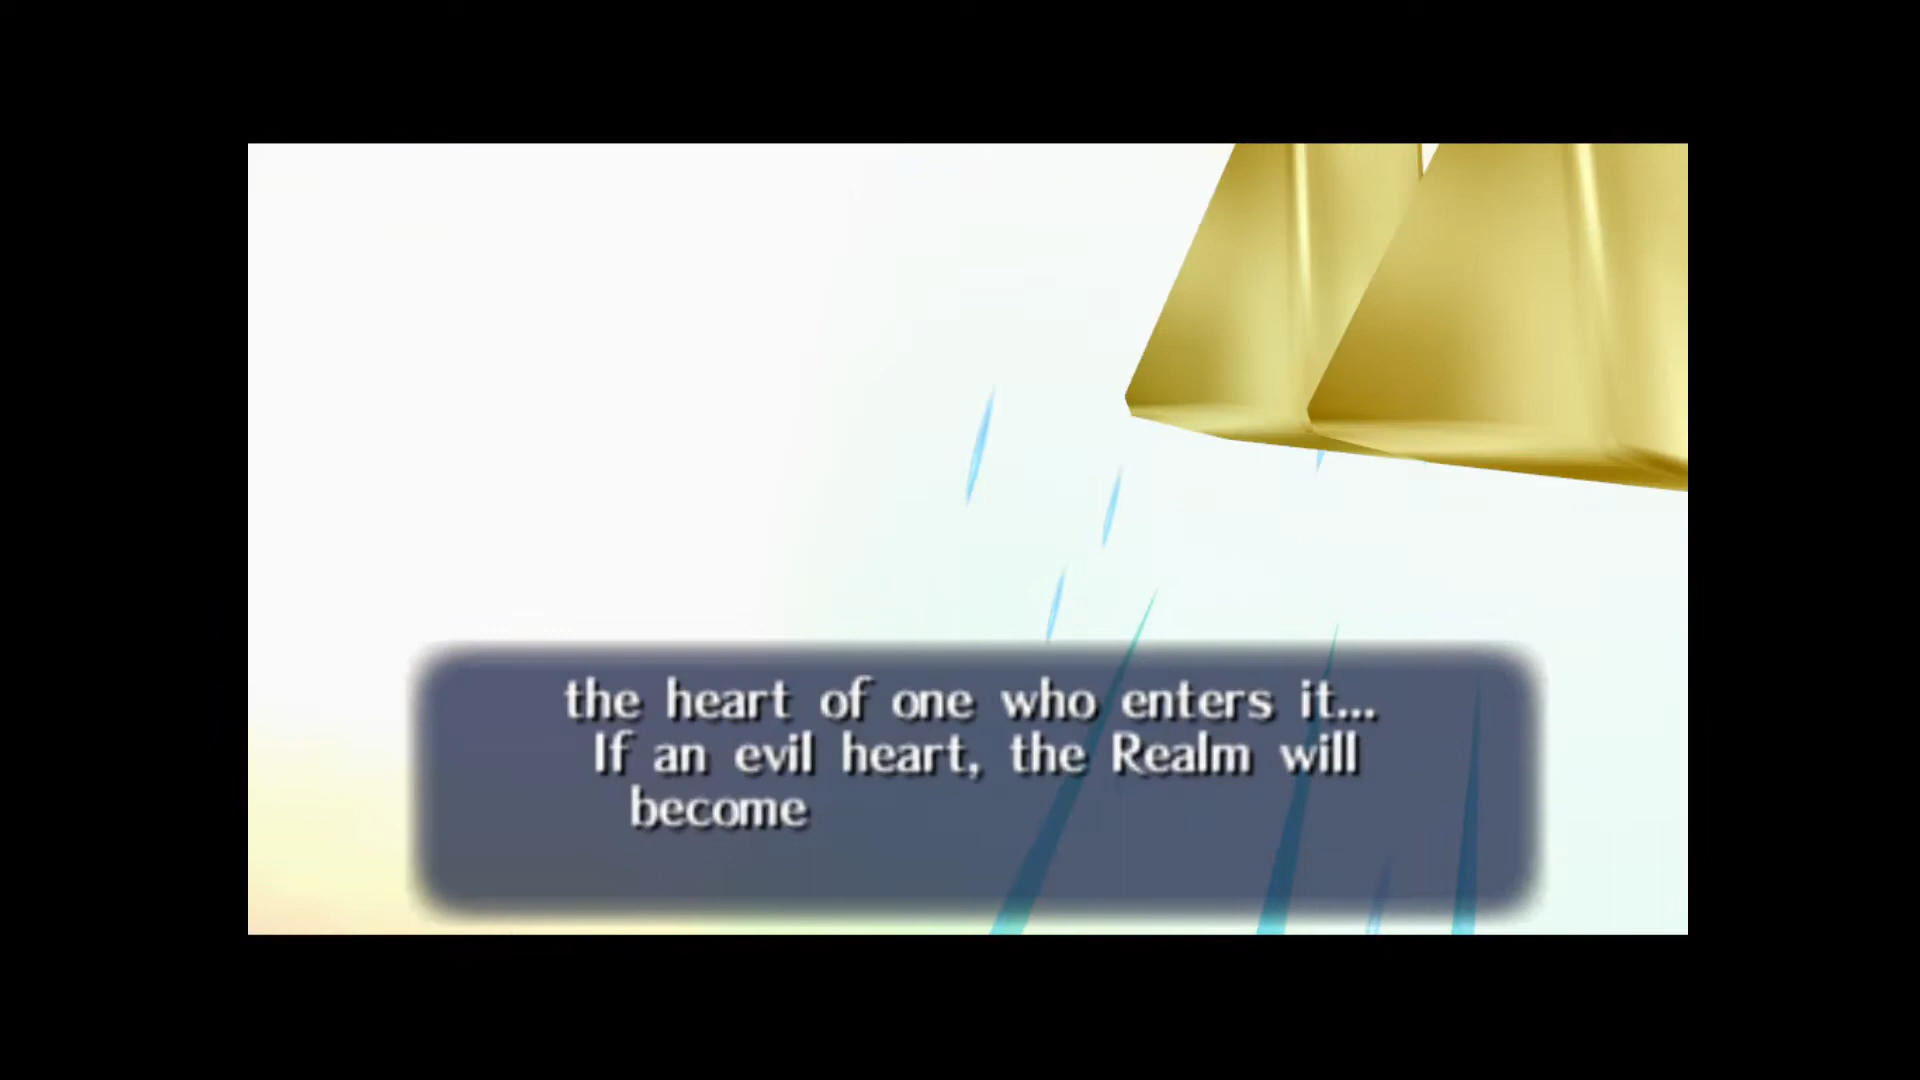 the heart of one who enters it...
If an evil heart, the Realm will
become